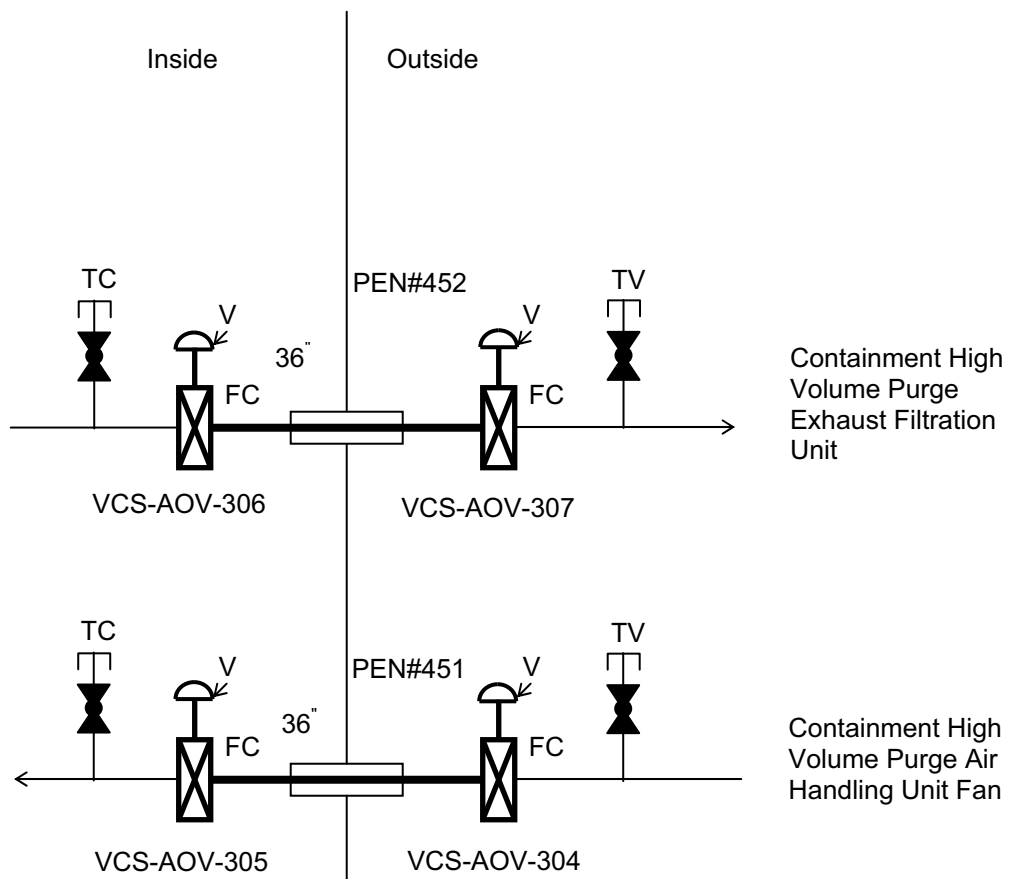 Inside
Outside
PEN#452
TC
TV
V
V
36"
FC
FC
Containment High
Volume Purge
Exhaust Filtration
Unit
VCS-AOV-306
VCS-AOV-307
TC
TV
PEN#451
V
V
36"
FC
FC
Containment High
Volume Purge Air
Handling Unit Fan
VCS-AOV-305
VCS-AOV-304